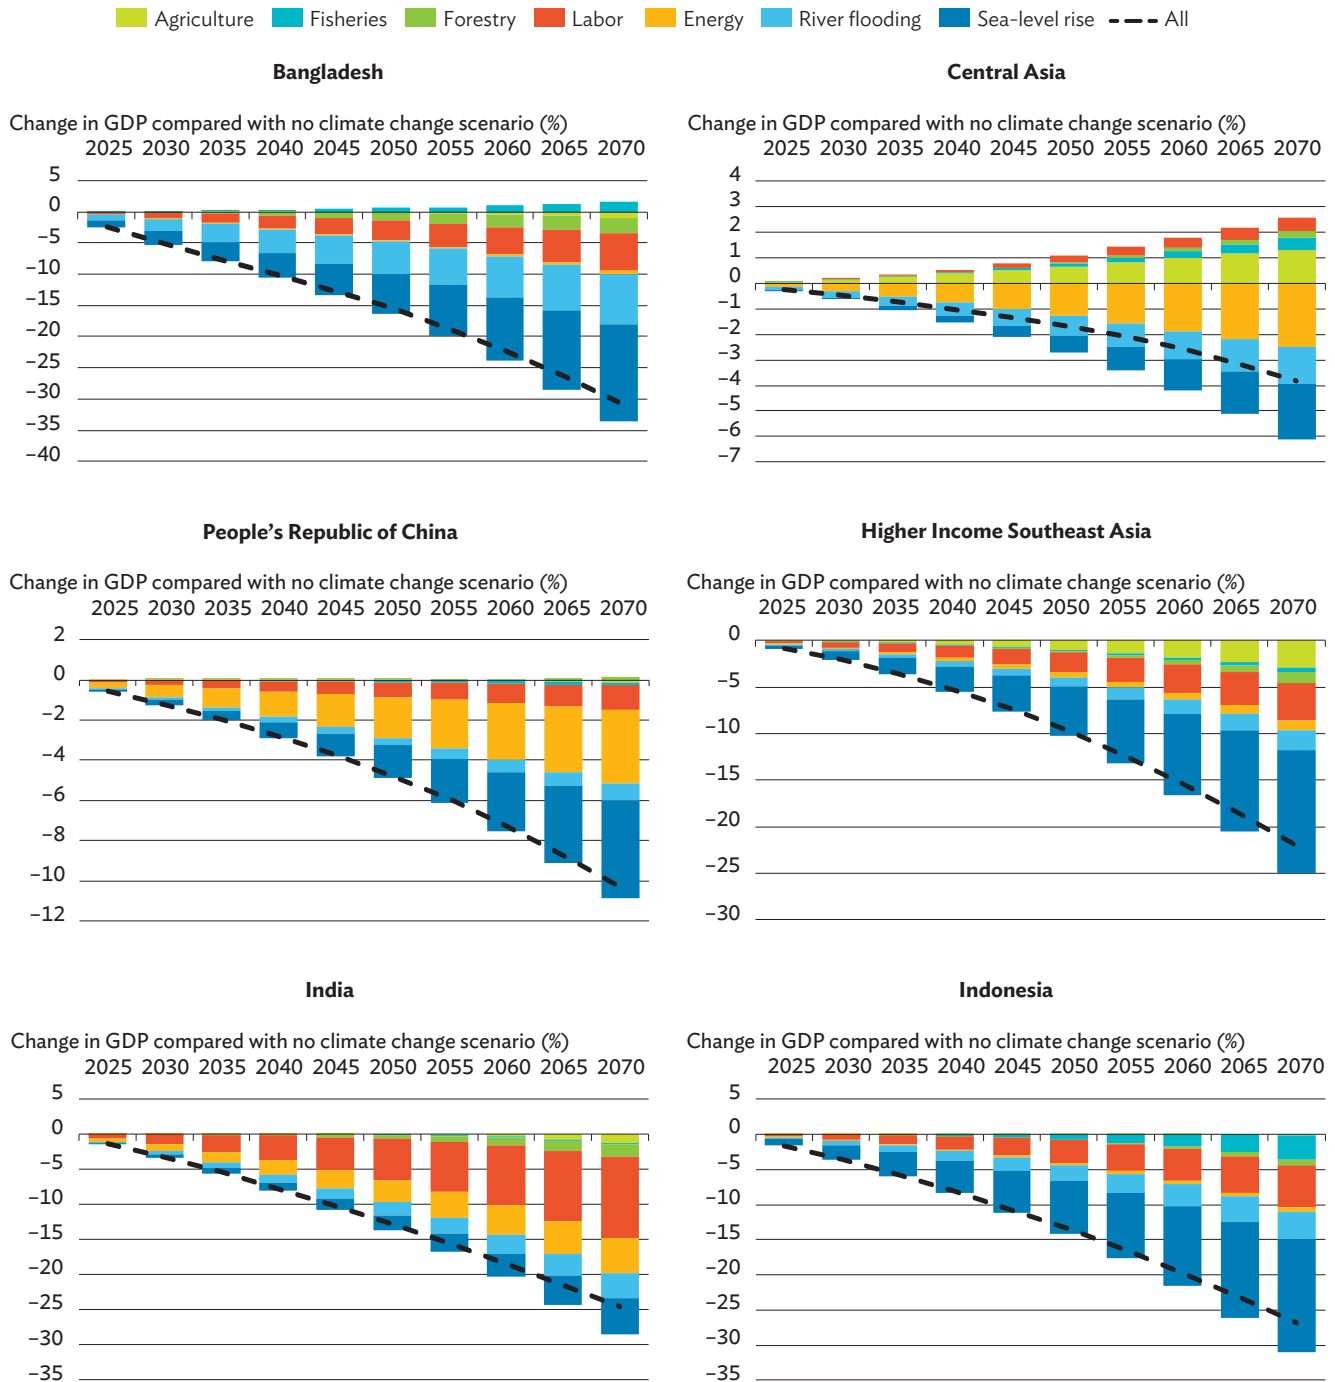 Agriculture Fisheries Forestry Labor Energy River flooding Sea-level rise All
Bangladesh
Change in GDP compared with no climate change scenario (%)
2025 2030 2035 2040 2045 2050 2055 2060 2065 2070
5
0
−5
−10
−15
−20
−25
−30
−35
−40
Central Asia
Change in GDP compared with no climate change scenario (%)
2025 2030 2035 2040 2045 2050 2055 2060 2065 2070
4
3
2
1
0
−1
−2
−3
−4
−5
−6
−7
People’s Republic of China
Change in GDP compared with no climate change scenario (%)
2025 2030 2035 2040 2045 2050 2055 2060 2065 2070
2
0
−2
−4
−6
−8
−10
−12
Higher Income Southeast Asia
Change in GDP compared with no climate change scenario (%)
2025 2030 2035 2040 2045 2050 2055 2060 2065 2070
0
−5
−10
−15
−20
−25
−30
India
Change in GDP compared with no climate change scenario (%)
2025 2030 2035 2040 2045 2050 2055 2060 2065 2070
5
0
−5
−10
−15
−20
−25
−30
−35
Indonesia
Change in GDP compared with no climate change scenario (%)
2025 2030 2035 2040 2045 2050 2055 2060 2065 2070
5
0
−5
−10
−15
−20
−25
−30
−35